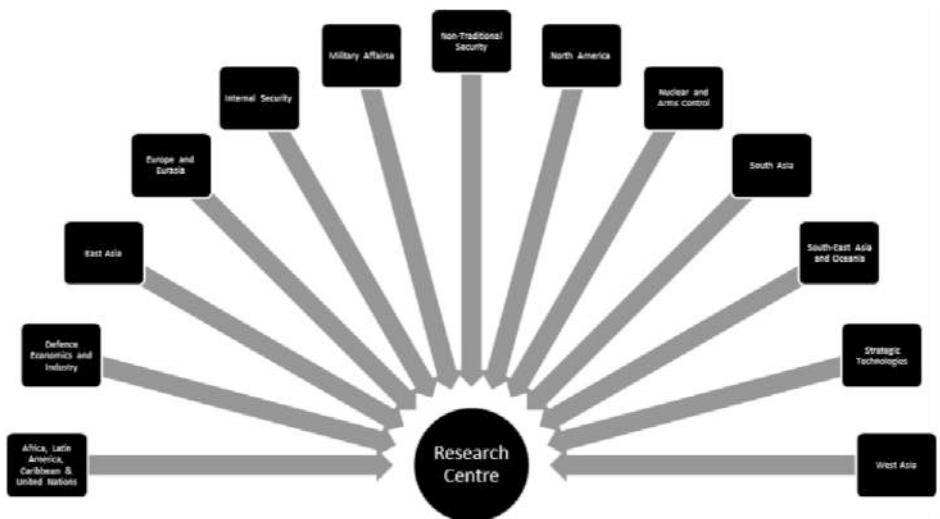 Non-Traditional
Security
Military Affairsa
North America
Internal Security
Nuclear and
Arms Control
Europe and
Eurasia
South Asia
East Asia
South-East Asia
and Oceania
Defence
Economics and
Industry
Strategic
Technologies
Africa, Latin
America,
Caribbean &
United Nations
Research
Centre
West Asia